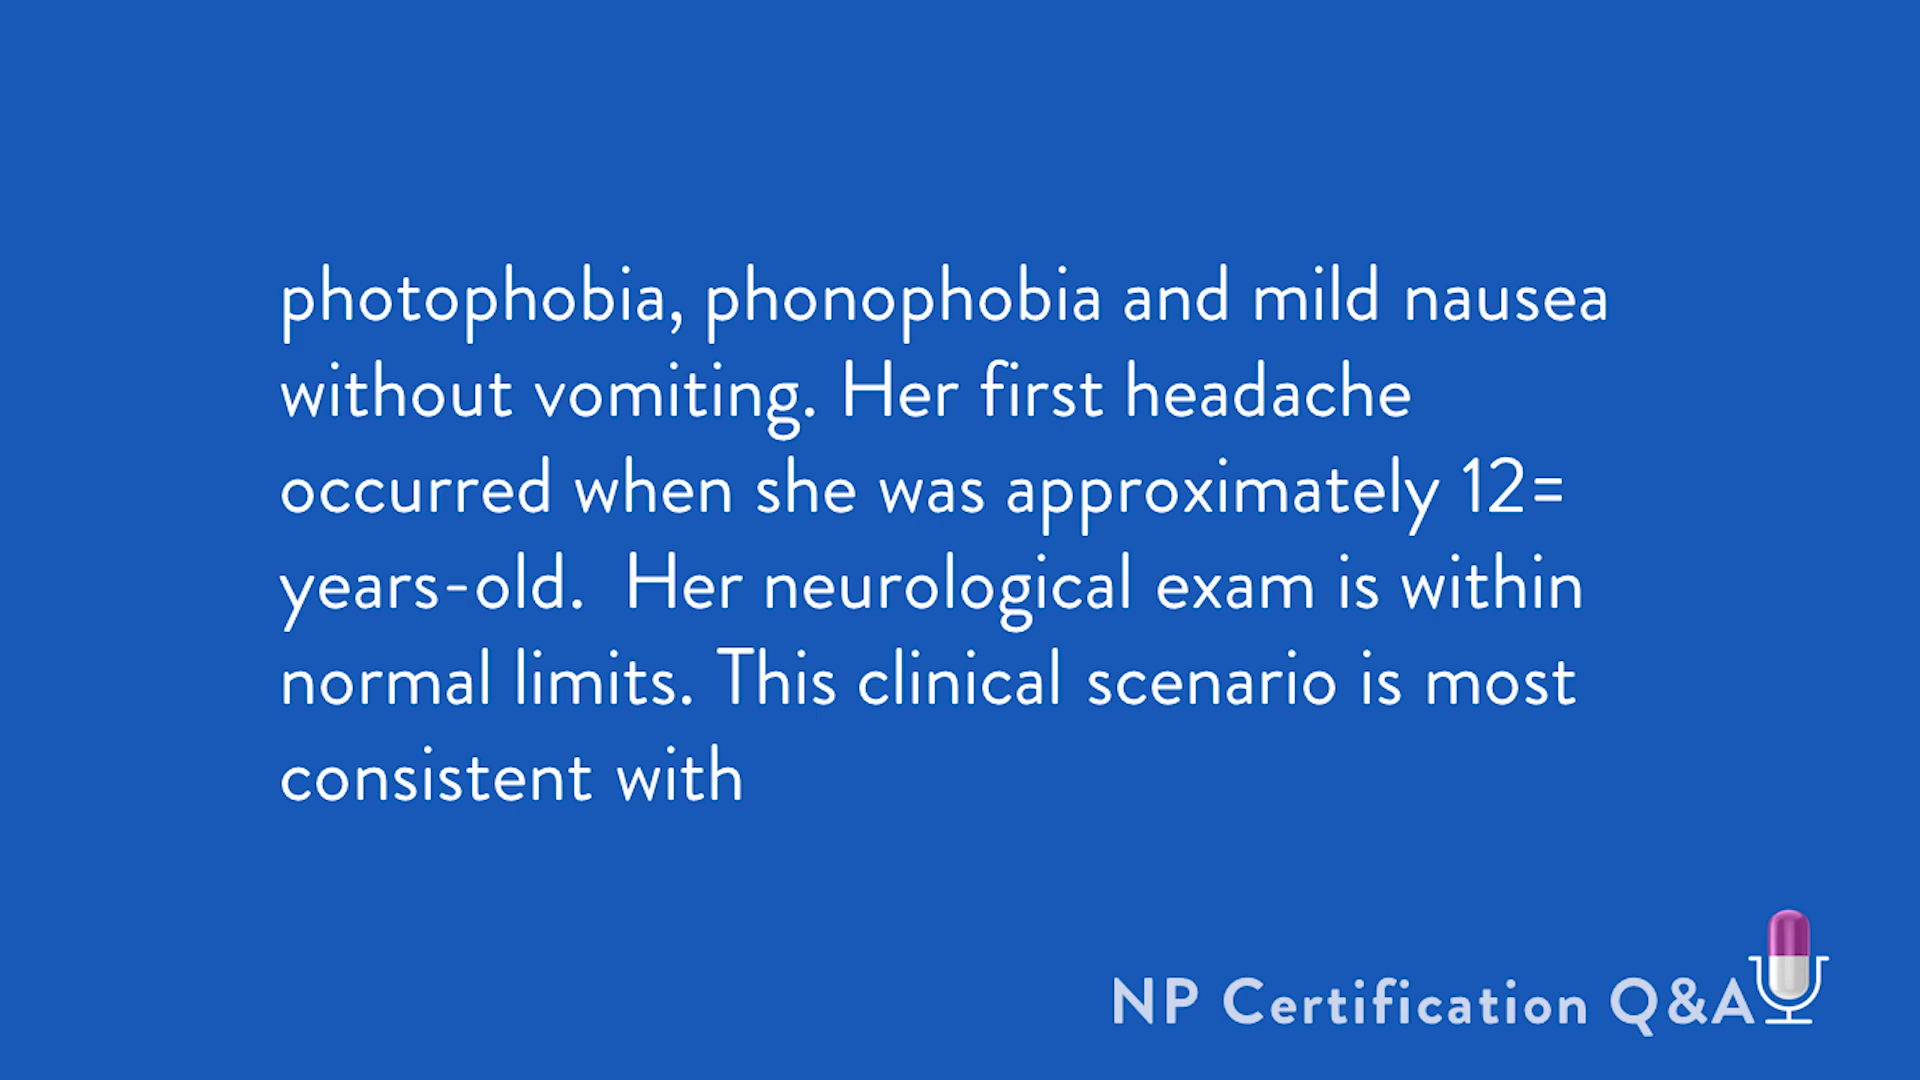 photophobia, phonophobia and mild nausea
without vomiting. Her first headache
occurred when she was approximately 12=
years-old.  Her neurological exam is within
normal limits. This clinical scenario is most
consistent with
NP Certification Q&A